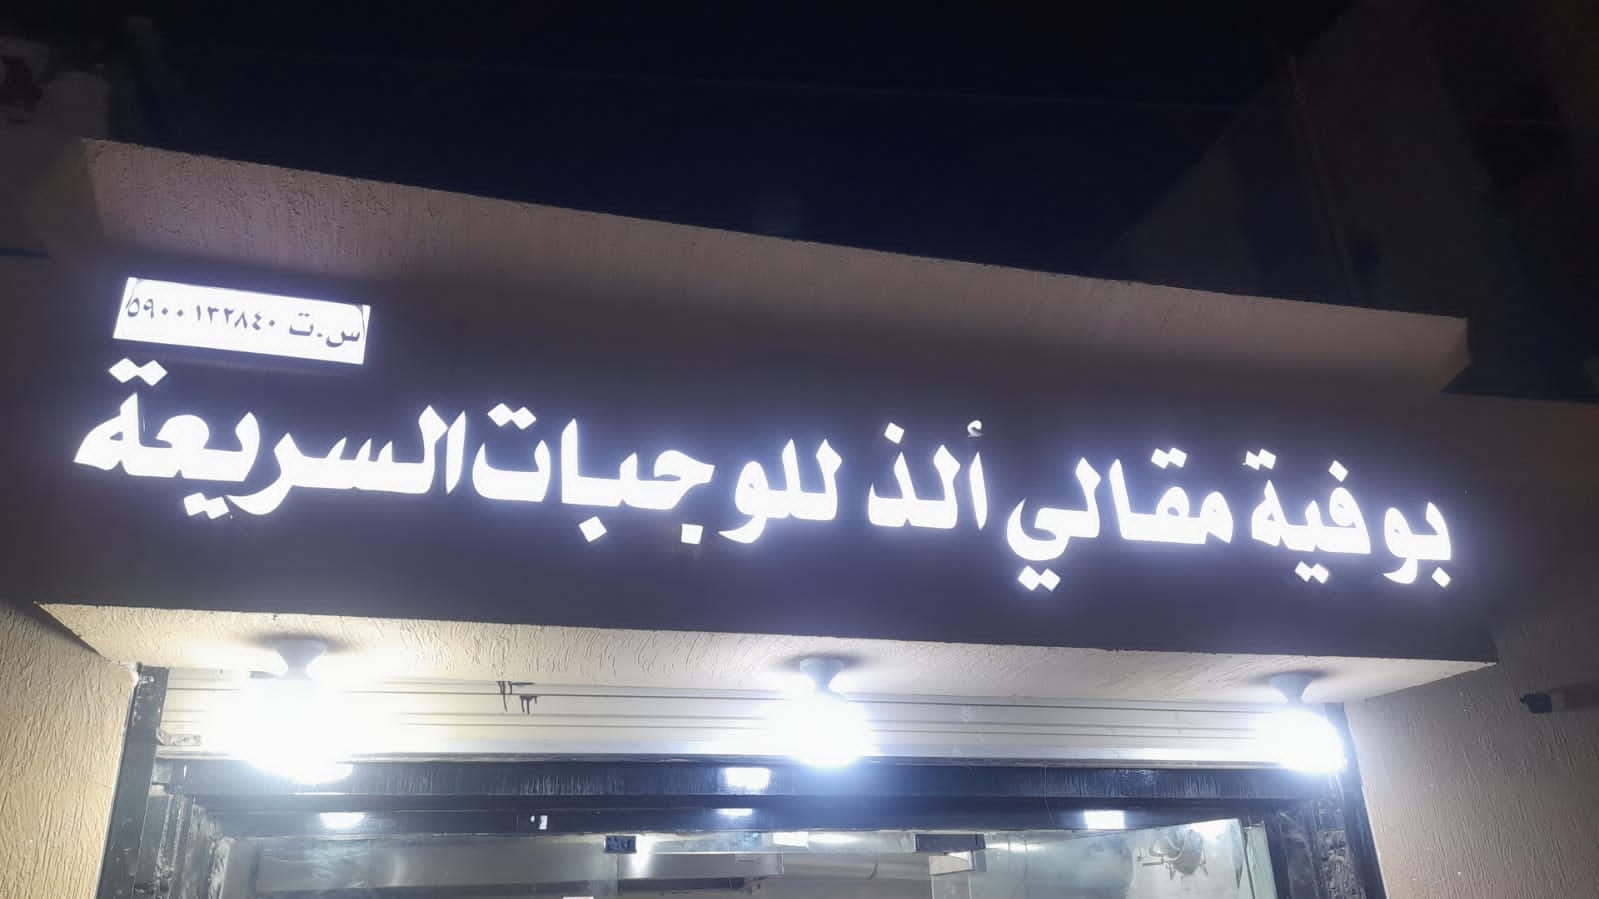 س.ت ٥٩٠٠١٣٢٨٤٠
بوفية مقالي ألذ للوجبات السريعة